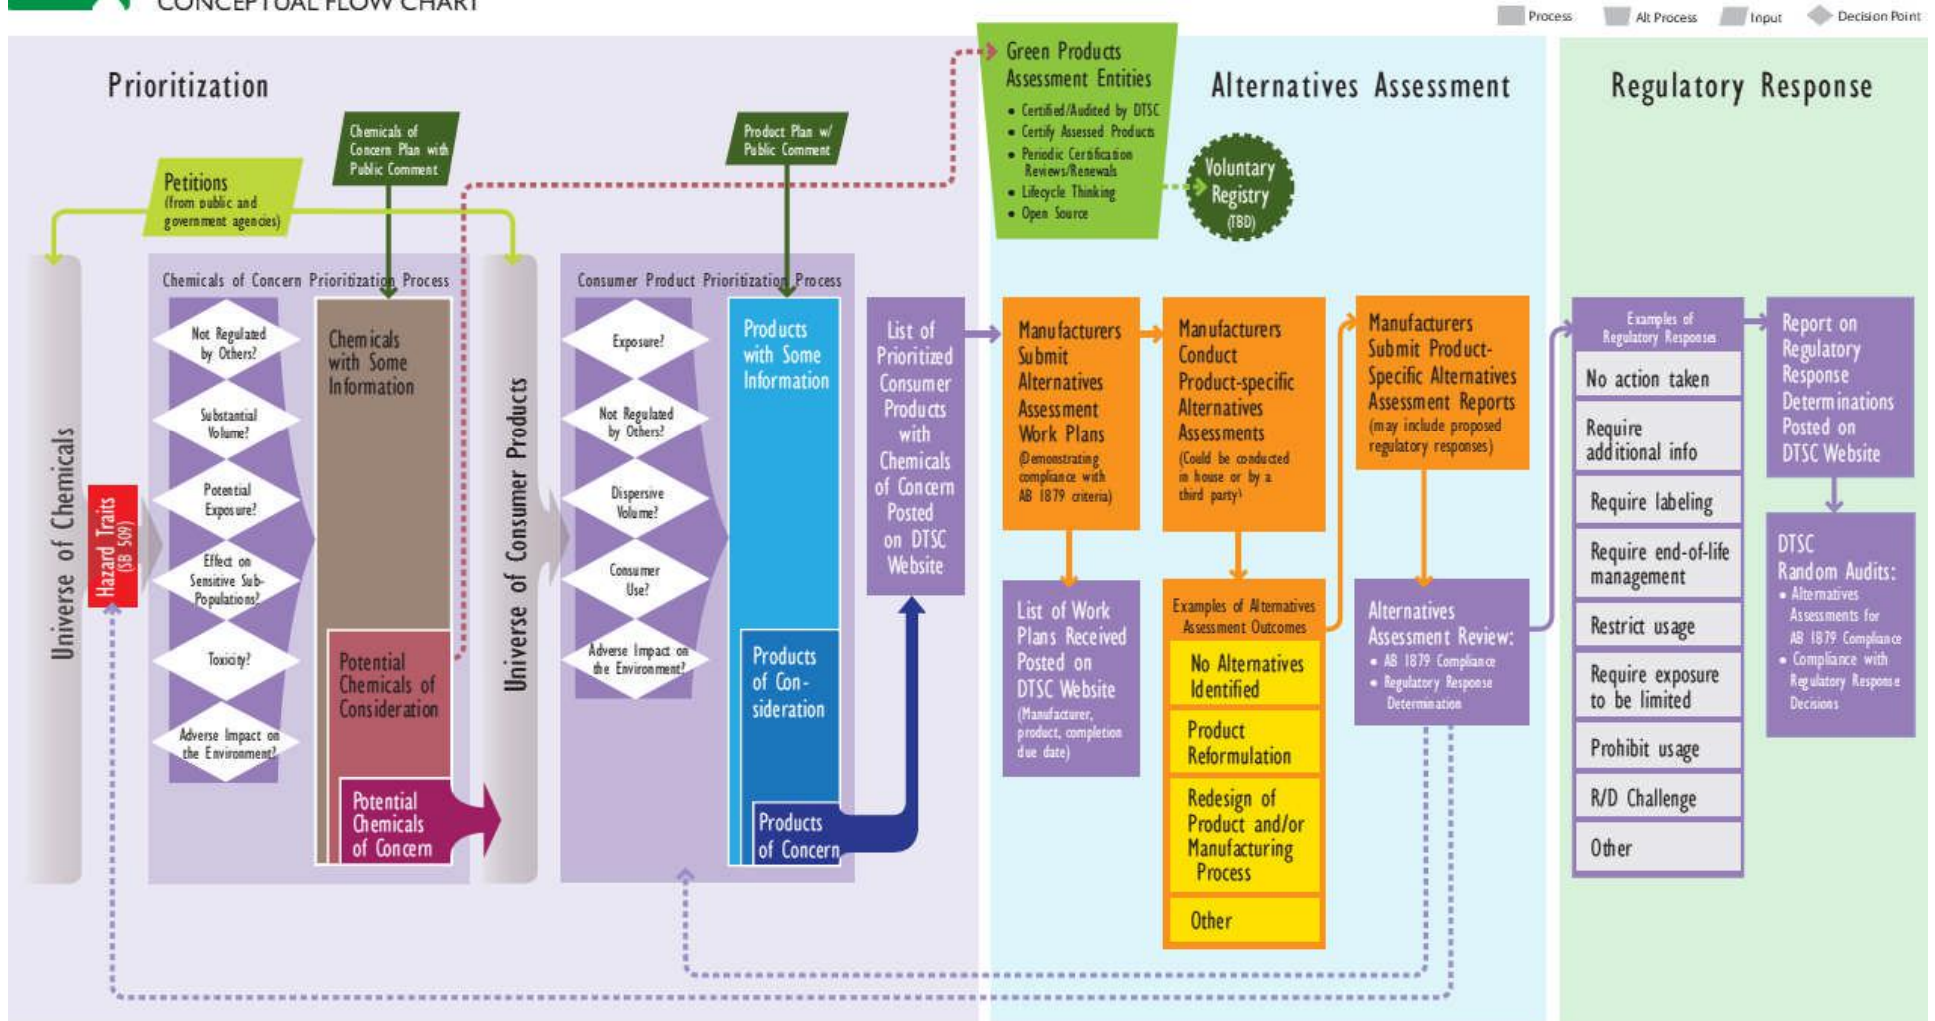 CONCEPTUAL FLOW CHART
Process
Alt Process
Input
Decision Point
Prioritization
Chemicals of
Concern Plan with
Public Comment
Product Plan w/
Public Comment
Petitions
(from public and
government agencies)
Universe of Chemicals
Hazard Traits
(SB 509)
Chemicals of Concern Prioritization Process
Not Regulated
by Others?
Substantial
Volume?
Potential
Exposure?
Effect on
Sensitive Sub-
Populations?
Toxicity?
Adverse Impact on
the Environment?
Chemicals
with Some
Information
Potential
Chemicals of
Consideration
Potential
Chemicals
of Concern
Universe of Consumer Products
Consumer Product Prioritization Process
Exposure?
Not Regulated
by Others?
Dispersive
Volume?
Consumer
Use?
Adverse Impact on
the Environment?
Products
with Some
Information
Products
of Con-
sideration
Products
of Concern
List of
Prioritized
Consumer
Products
with
Chemicals
of Concern
Posted
on DTSC
Website
Alternatives Assessment
Green Products
Assessment Entities
• Certified/Audited by DTSC
• Certify Assessed Products
• Periodic Certification
Reviews/Renewals
• Lifecycle Thinking
• Open Source
Voluntary
Registry
(TBD)
Manufacturers
Submit
Alternatives
Assessment
Work Plans
(Demonstrating
compliance with
AB 1879 criteria)
List of Work
Plans Received
Posted on
DTSC Website
(Manufacturer,
product, completion
due date)
Manufacturers
Conduct
Product-specific
Alternatives
Assessments
(Could be conducted
in house or by a
third party)
Examples of Alternatives
Assessment Outcomes
No Alternatives
Identified
Product
Reformulation
Redesign of
Product and/or
Manufacturing
Process
Other
Manufacturers
Submit Product-
Specific Alternatives
Assessment Reports
(may include proposed
regulatory responses)
Alternatives
Assessment Review:
• AB 1879 Compliance
• Regulatory Response
Determination
Regulatory Response
Examples of
Regulatory Responses
No action taken
Require
additional info
Require labeling
Require end-of-life
management
Restrict usage
Require exposure
to be limited
Prohibit usage
R/D Challenge
Other
Report on
Regulatory
Response
Determinations
Posted on
DTSC Website
DTSC
Random Audits:
• Alternatives
Assessments for
AB 1879 Compliance
• Compliance with
Regulatory Response
Decisions